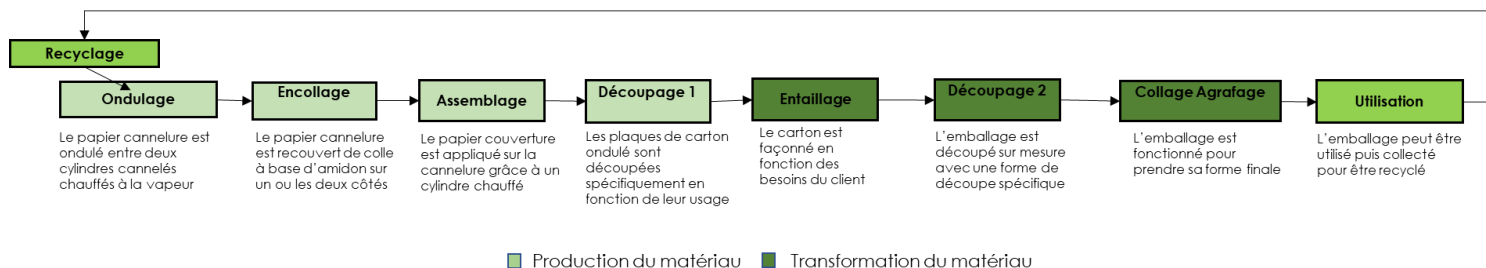 Recyclage
Ondulage
Le papier cannelure est
ondulé entre deux
cylindres cannelés
chauffés à la vapeur
Encollage
Le papier cannelure
est recouvert de colle
à base d'amidon sur
un ou les deux côtés
Assemblage
Le papier couverture
est appliqué sur la
cannelure grâce à un
cylindre chauffé
Découpage 1
Les plaques de carton
ondulé sont
découpées
spécifiquement en
fonction de leur usage
Entaillage
Le carton est
façonné en
fonction des
besoins du client
Découpage 2
L'emballage est
découpé sur mesure
avec une forme de
découpe spécifique
Collage Agrafage
L'emballage est
fonctionné pour
prendre sa forme finale
Utilisation
L'emballage peut être
utilisé puis collecté
pour être recyclé
Production du matériau
Transformation du matériau